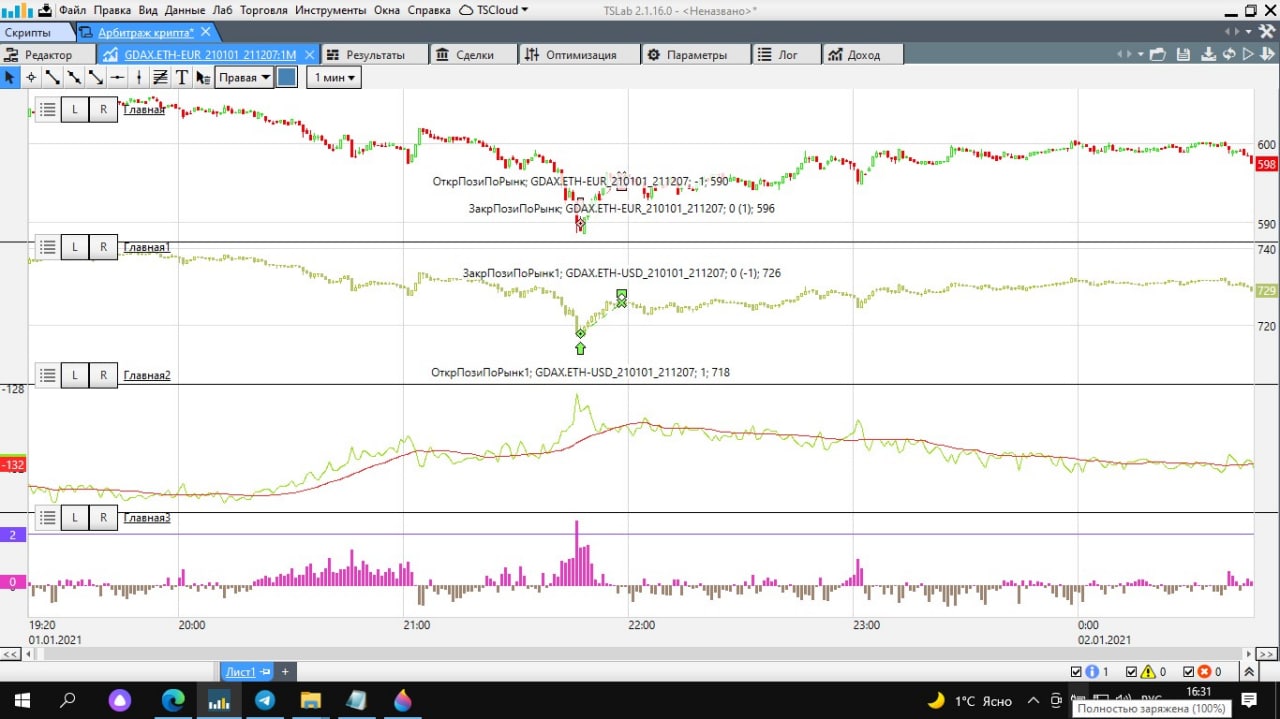 Файл Правка Вид Данные Лаб Торговля Инструменты Окна Справка TSCloud TSLab 2.1.16.0 - <Неназвано>*
Скрипты Арбитраж крипта*
Редактор GDAX.ETH-EUR_210101_211207:1M Результаты Сделки Оптимизация Параметры Лог Доход
T Правая 1 мин
L R Главная
600
598
ОткрПозиПоРынк; GDAX.ETH-EUR_210101_211207; -1; 590
ЗакрПозиПоРынк; GDAX.ETH-EUR_210101_211207; 0 (1); 596
590
L R Главная1
740
ЗакрПозиПоРынк1; GDAX.ETH-USD_210101_211207; 0 (-1); 726
729
720
ОткрПозиПоРынк1; GDAX.ETH-USD_210101_211207; 1; 718
L R Главная2
-128
-132
L R Главная3
2
0
19:20 20:00 21:00 22:00 23:00 0:00
01.01.2021 02.01.2021
<< >>
Лист1 + 1 0 0
1°C Ясно РУС 16:31
Полностью заряжена (100%)